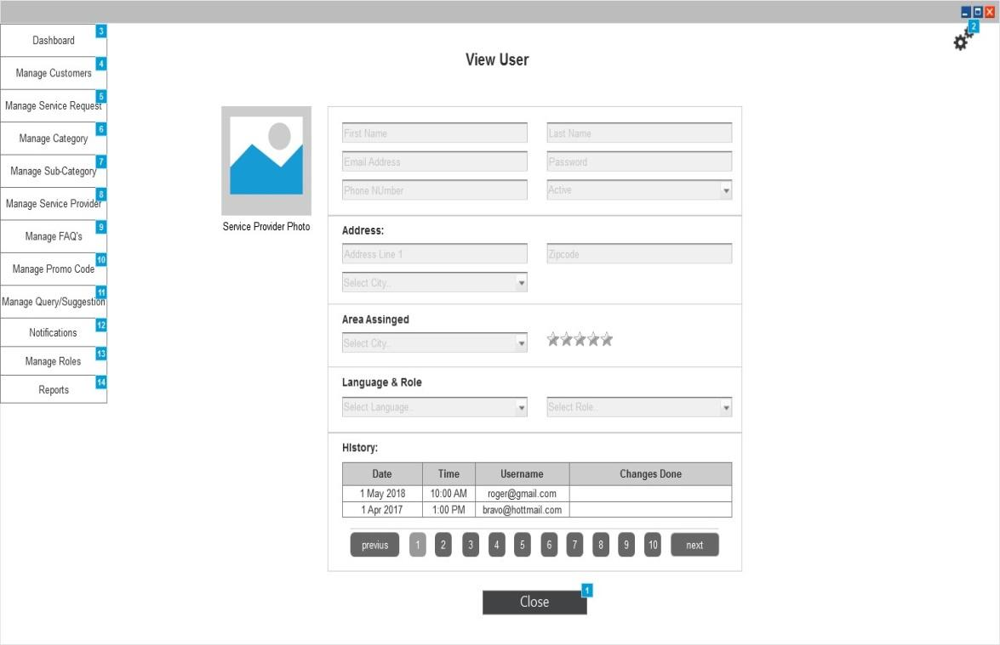 2
Dashboard 3
Manage Customers 4
Manage Service Request 5
Manage Category 6
Manage Sub-Category 7
Manage Service Provider 8
Manage FAQ's 9
Manage Promo Code 10
Manage Query/Suggestion 11
Notifications 12
Manage Roles 13
Reports 14
View User
Service Provider Photo
First Name Last Name
Email Address Password
Phone NUmber Active
Address:
Address Line 1 Zipcode
Select City..
Area Assinged
Select City..
Language & Role
Select Language.. Select Role..
HIstory:
Date Time Username Changes Done
1 May 2018 10:00 AM roger@gmail.com
1 Apr 2017 1:00 PM bravo@hottmail.com
previus 1 2 3 4 5 6 7 8 9 10 next
Close 1